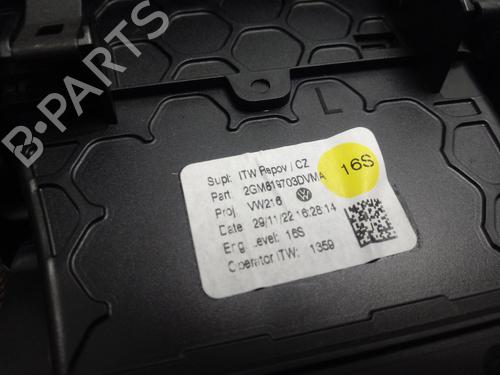 B-PARTS
L
Supl: ITW Pepov / CZ
Part: 2GM819703DVMA
Proj: VW216
Date: 29/11/22 16:28:14
Eng Level: 16S
Operator ITW: 1359
16S